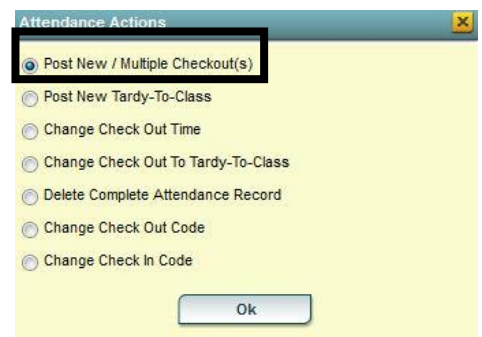 Attendance Actions
Post New / Multiple Checkout(s)
Post New Tardy-To-Class
Change Check Out Time
Change Check Out To Tardy-To-Class
Delete Complete Attendance Record
Change Check Out Code
Change Check In Code
Ok